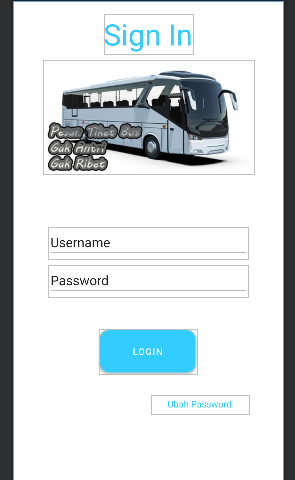 Sign In
Pesan Tiket Bus
Gak Antri
Gak Ribet
Username
Password
LOGIN
Ubah Password